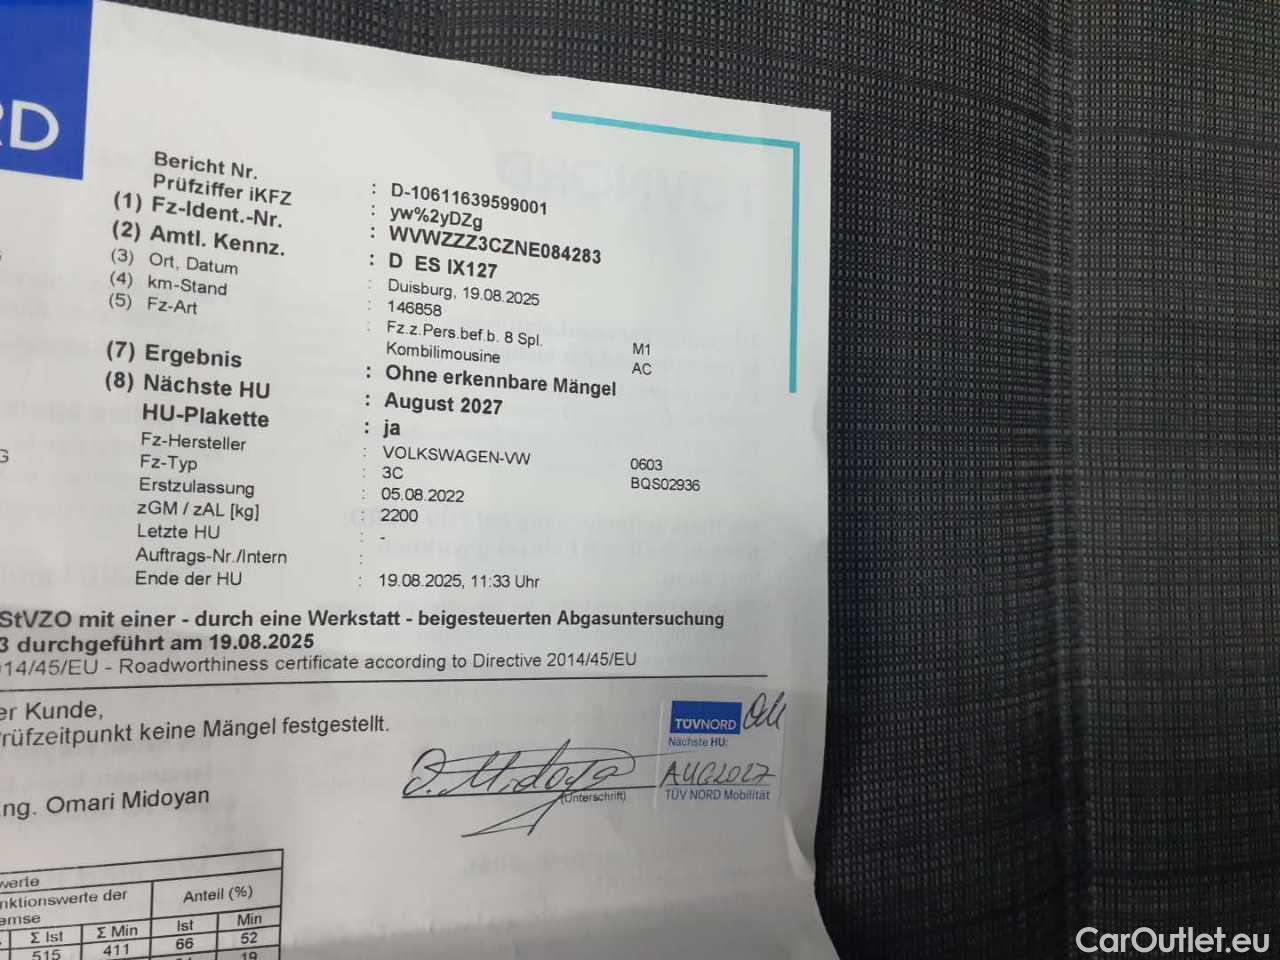 RD
Bericht Nr. : D-10611639599001
Prüfziffer iKFZ : yw%2yDZg
(1) Fz-Ident.-Nr. : WVWZZZ3CZNE084283
(2) Amtl. Kennz. : D ES IX127
(3) Ort, Datum : Duisburg, 19.08.2025
(4) km-Stand : 146858
(5) Fz-Art : Fz.z.Pers.bef.b. 8 Spl. M1
Kombilimousine AC
(7) Ergebnis : Ohne erkennbare Mängel
(8) Nächste HU : August 2027
HU-Plakette : ja
Fz-Hersteller : VOLKSWAGEN-VW 0603
Fz-Typ : 3C BQS02936
Erstzulassung : 05.08.2022
zGM / zAL [kg] : 2200
Letzte HU : -
Auftrags-Nr./Intern :
Ende der HU : 19.08.2025, 11:33 Uhr
StVZO mit einer - durch eine Werkstatt - beigesteuerten Abgasuntersuchung
3 durchgeführt am 19.08.2025
014/45/EU - Roadworthiness certificate according to Directive 2014/45/EU
er Kunde,
rüfzeitpunkt keine Mängel festgestellt.
ng. Omari Midoyan
O. Midoya
(Unterschrift)
TÜVNORD
Nächste HU:
AUG2027
TÜV NORD Mobilität
werte
nktionswerte der Anteil (%)
emse
Σ Ist Σ Min Ist Min
515 411 66 52
19
CarOutlet.eu